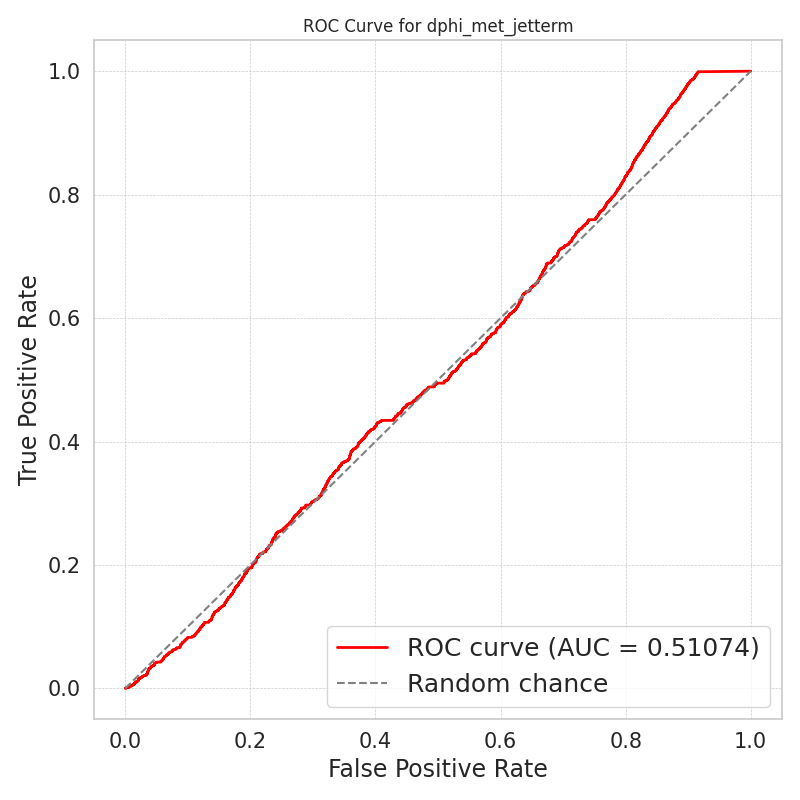 ROC Curve for dphi_met_jetterm
True Positive Rate
1.0
0.8
0.6
0.4
0.2
0.0
ROC curve (AUC = 0.51074)
Random chance
0.0 0.2 0.4 0.6 0.8 1.0
False Positive Rate